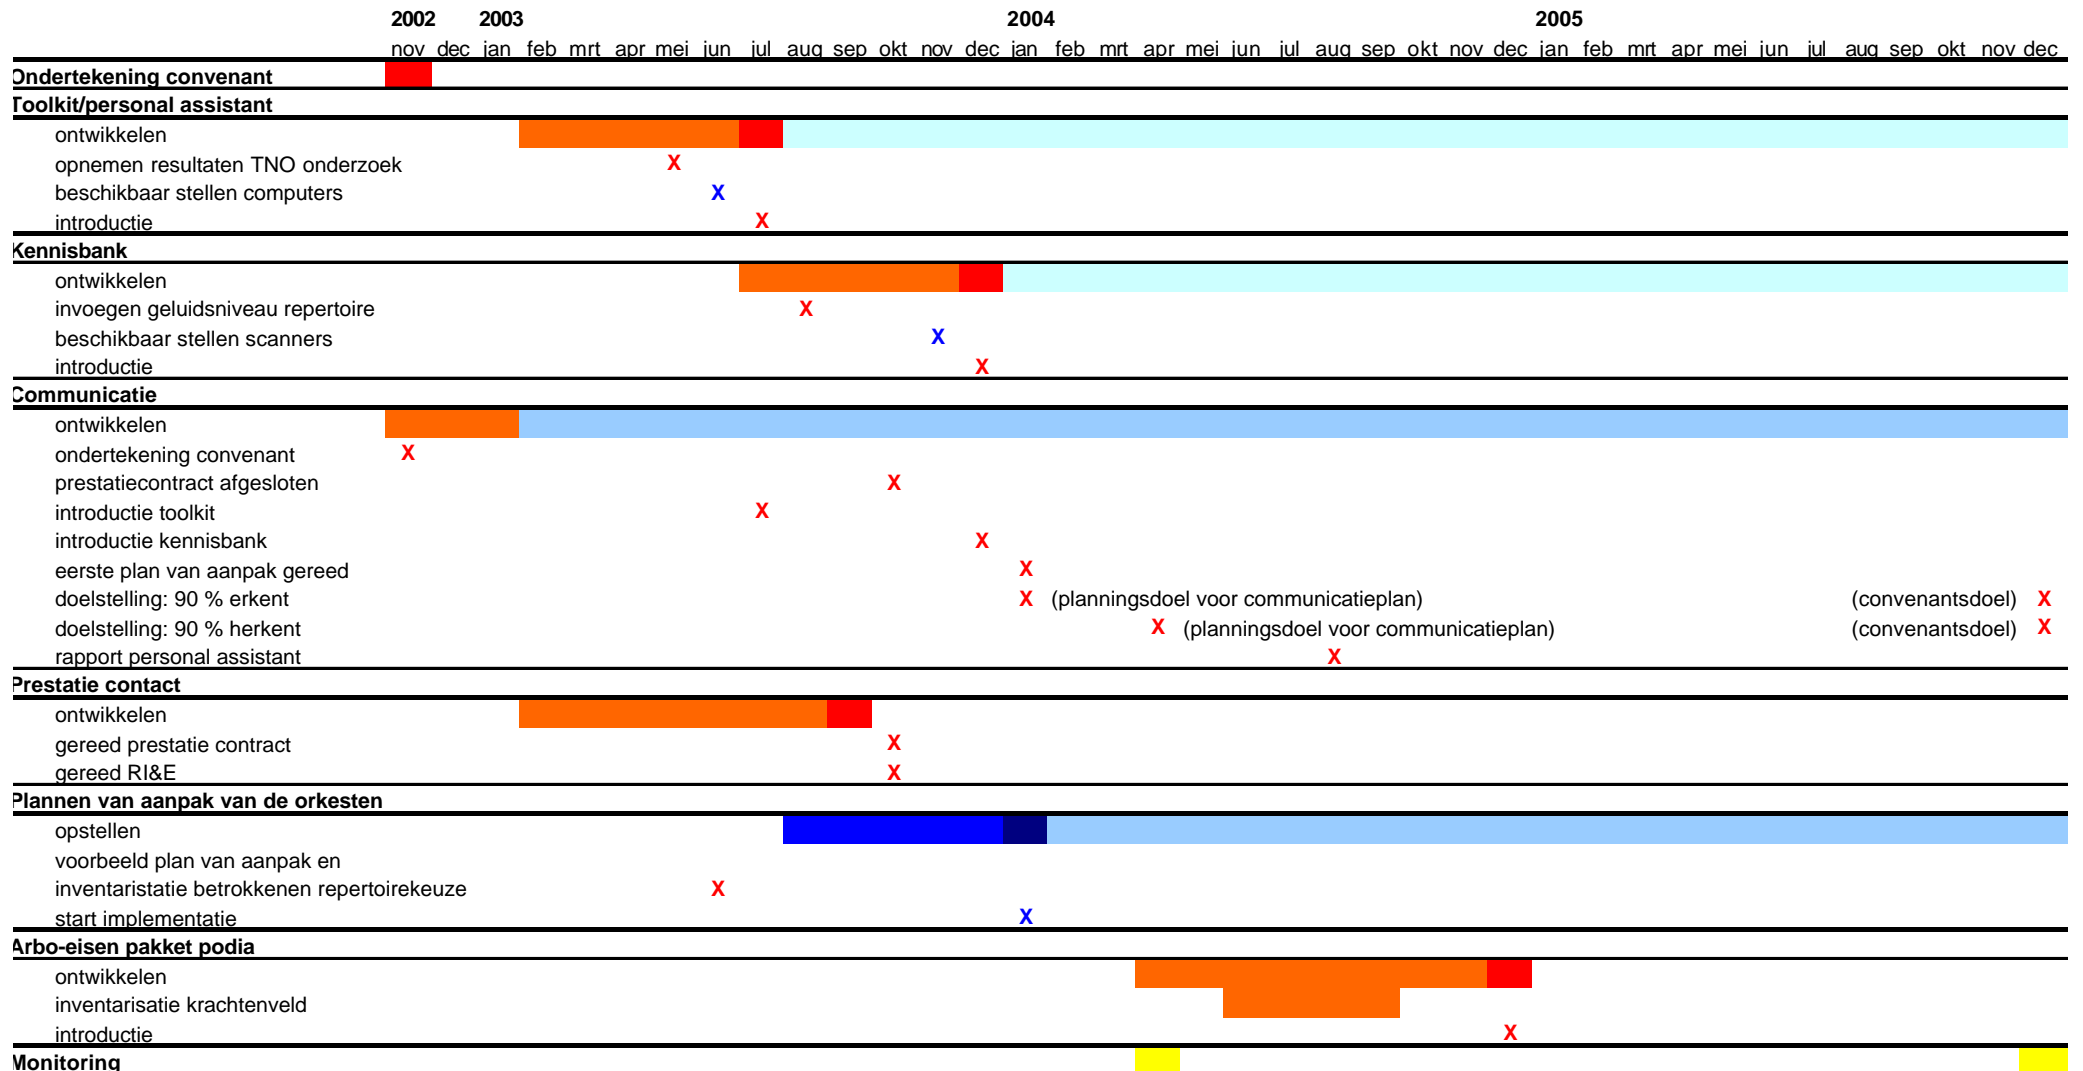 2002 2003 2004 2005
nov dec jan feb mrt apr mei jun jul aug sep okt nov dec jan feb mrt apr mei jun jul aug sep okt nov dec jan feb mrt apr mei jun jul aug sep okt nov dec
Ondertekening convenant
Toolkit/personal assistant
ontwikkelen
opnemen resultaten TNO onderzoek X
beschikbaar stellen computers X
introductie X
Kennisbank
ontwikkelen
invoegen geluidsniveau repertoire X
beschikbaar stellen scanners X
introductie X
Communicatie
ontwikkelen
ondertekening convenant X
prestatiecontract afgesloten X
introductie toolkit X
introductie kennisbank X
eerste plan van aanpak gereed X
doelstelling: 90 % erkent X (planningsdoel voor communicatieplan) (convenantsdoel) X
doelstelling: 90 % herkent X (planningsdoel voor communicatieplan) (convenantsdoel) X
rapport personal assistant X
Prestatie contact
ontwikkelen
gereed prestatie contract X
gereed RI&E X
Plannen van aanpak van de orkesten
opstellen
voorbeeld plan van aanpak en
inventaristatie betrokkenen repertoirekeuze X
start implementatie X
Arbo-eisen pakket podia
ontwikkelen
inventarisatie krachtenveld
introductie X
Monitoring